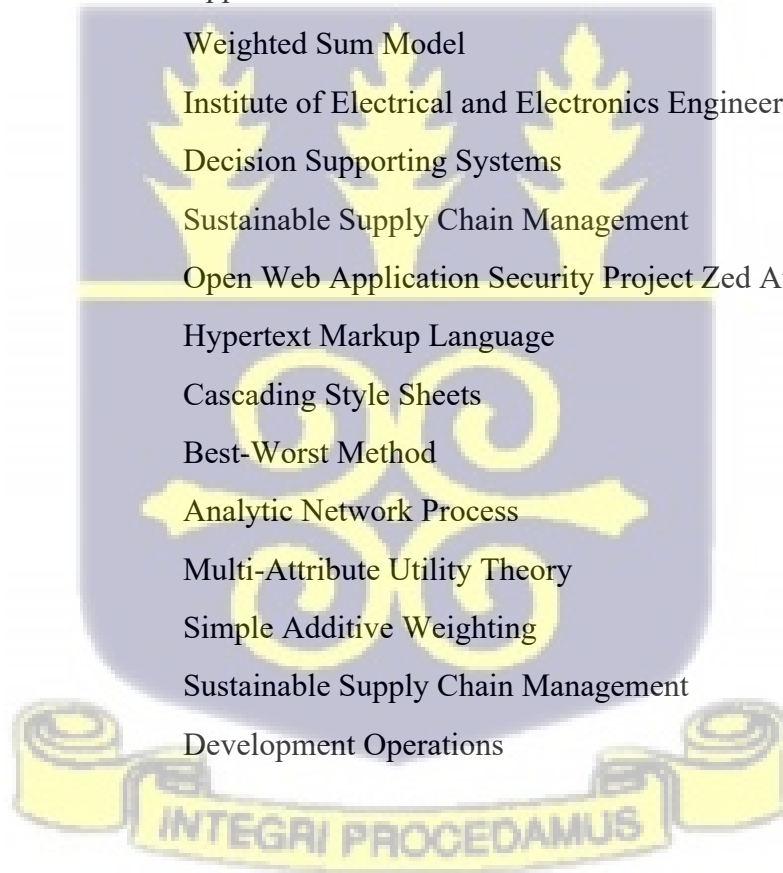 Weighted Sum Model
Institute of Electrical and Electronics Engineer
Decision Supporting Systems
Sustainable Supply Chain Management
Open Web Application Security Project Zed
Hypertext Markup Language
Cascading Style Sheets
Best-Worst Method
Analytic Network Process
Multi-Attribute Utility Theory
Simple Additive Weighting
Sustainable Supply Chain Management
Development Operations
INTEGRI PROCEDAMUS